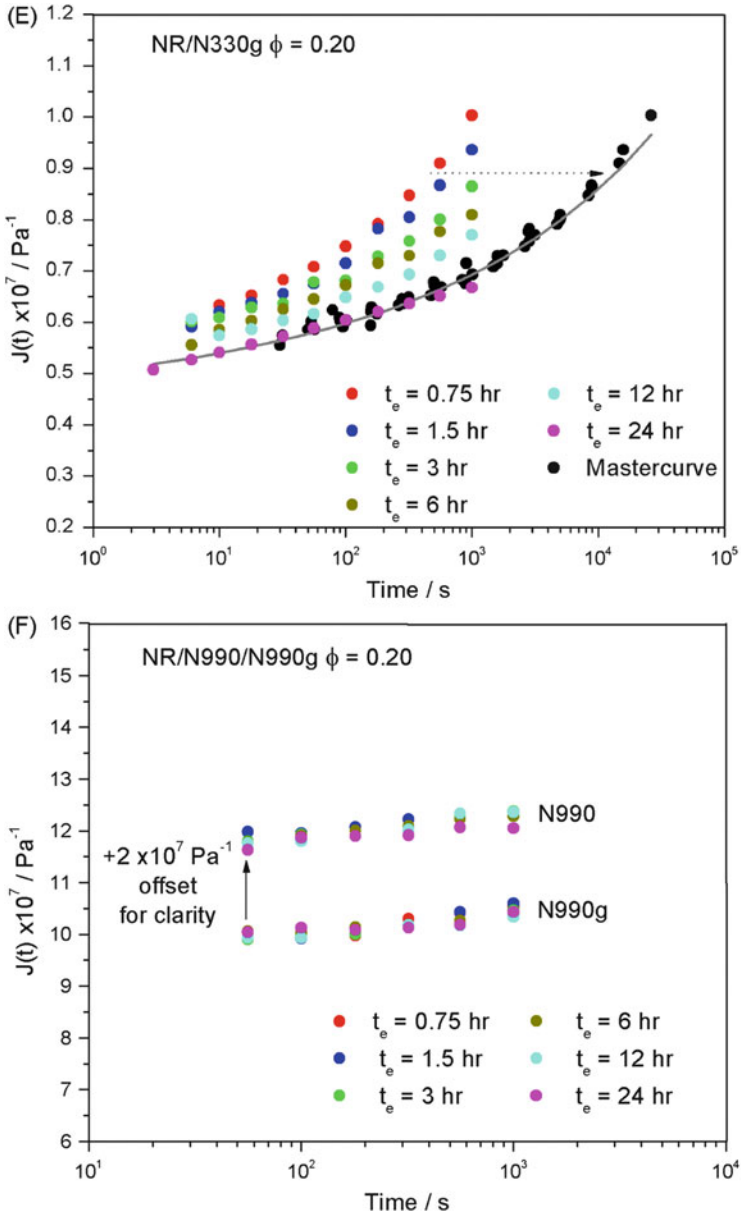 (E)
NR/N330g ϕ = 0.20
1.2
1.1
1.0
0.9
0.8
0.7
0.6
0.5
0.4
0.3
0.2
J(t) x10⁷ / Pa⁻¹
tₑ = 0.75 hr
tₑ = 1.5 hr
tₑ = 3 hr
tₑ = 6 hr
tₑ = 12 hr
tₑ = 24 hr
Mastercurve
10⁰ 10¹ 10² 10³ 10⁴ 10⁵
Time / s
(F)
NR/N990/N990g ϕ = 0.20
16
15
14
13
12
11
10
9
8
7
6
J(t) x10⁷ / Pa⁻¹
N990
+2 x10⁷ Pa⁻¹
offset
for clarity
N990g
tₑ = 0.75 hr
tₑ = 1.5 hr
tₑ = 3 hr
tₑ = 6 hr
tₑ = 12 hr
tₑ = 24 hr
10¹ 10² 10³ 10⁴
Time / s